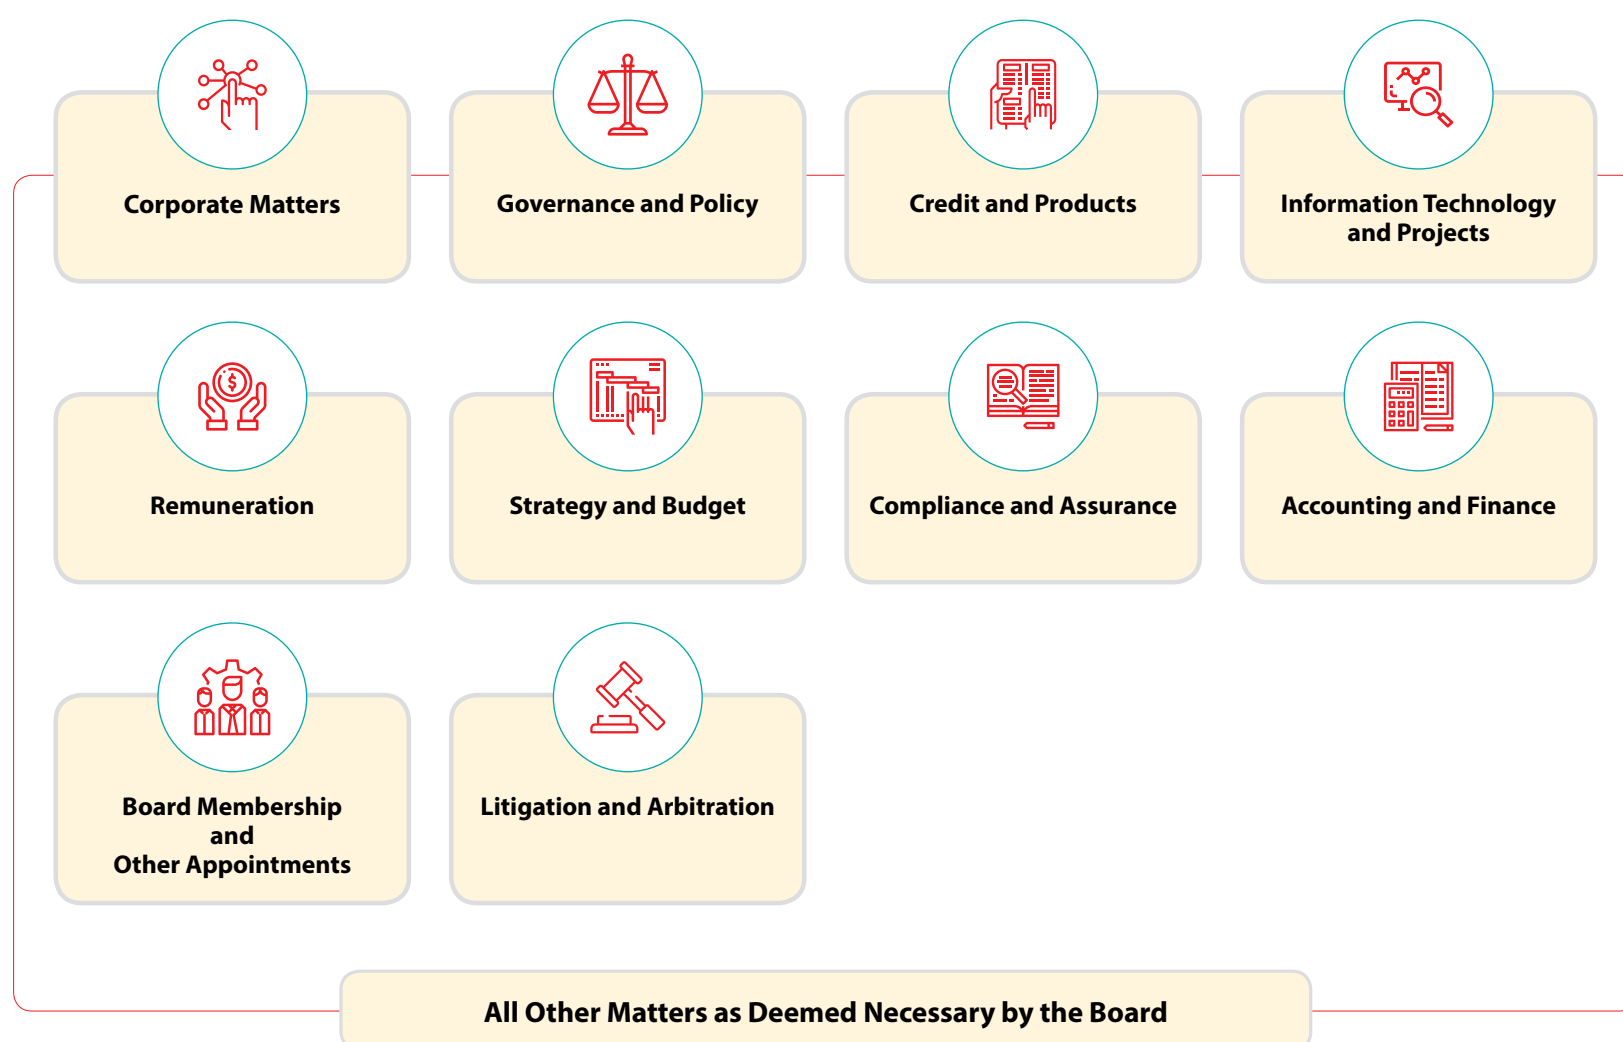 Corporate Matters
Governance and Policy
Credit and Products
Information Technology
and Projects
Remuneration
Strategy and Budget
Compliance and Assurance
Accounting and Finance
Board Membership
and
Other Appointments
Litigation and Arbitration
All Other Matters as Deemed Necessary by the Board